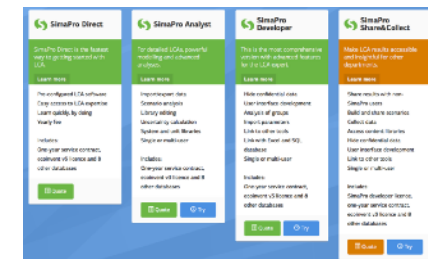 SimaPro Direct
SimaPro Direct is the fastest
way to getting started with
LCA.
Learn more
Pre-configured LCA software
Easy access to LCA expertise
Learn quickly, by doing
Yearly fee
Includes:
One-year service contract,
ecoinvent v3 licence and 8
other databases
Quote
SimaPro Analyst
For detailed LCAs, powerful
modelling and advanced
analyses.
Learn more
Import/export data
Scenario analysis
Library editing
Uncertainty calculation
System and unit libraries
Single or multi-user
Includes:
One-year service contract,
ecoinvent v3 licence and 8
other databases
Quote
Try
SimaPro
Developer
This is the most comprehensive
version with advanced features
for the LCA expert.
Learn more
Hide confidential data
User interface development
Analysis of groups
Import parameters
Link to other tools
Link with Excel and SQL
database
Single or multi-user
Includes:
One-year service contract,
ecoinvent v3 licence and 8
other databases
Quote
Try
SimaPro
Share&Collect
Make LCA results accessible
and insightful for other
departments.
Learn more
Share results with non-
SimaPro users
Build and share scenarios
Collect data
Access content libraries
Hide confidential data
User interface development
Link to other tools
Single or multi-user
Includes:
SimaPro developer licence,
one-year service contract,
ecoinvent v3 licence and 8
other databases
Quote
Try